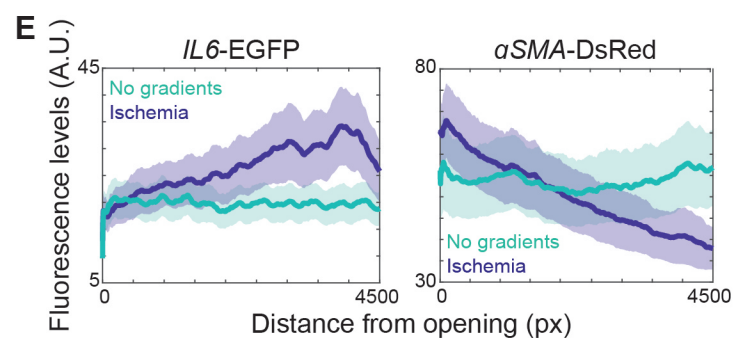 E
IL6-EGFP
αSMA-DsRed
Fluorescence levels (A.U.)
45
No gradients
Ischemia
5
0
4500
80
No gradients
Ischemia
30
0
4500
Distance from opening (px)